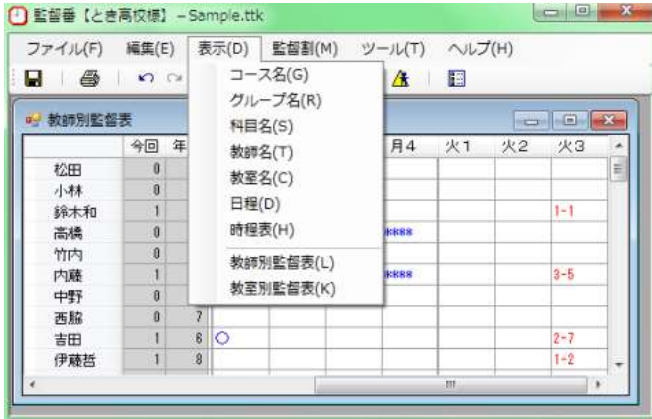 監督番【とき高校様】 - Sample.ttk
ファイル(F) 編集(E) 表示(D) 監督割(M) ツール(T) ヘルプ(H)
コース名(G)
グループ名(R)
科目名(S)
教師名(T)
教室名(C)
日程(D)
時程表(H)
教師別監督表(L)
教室別監督表(K)
教師別監督表
今回 年 月4 火1 火2 火3
松田 0
小林 0
鈴木和 1 1-1
高橋 0
竹内 0
内藤 1 3-5
中野 0
西脇 0 7
吉田 1 6 ○ 2-7
伊藤哲 1 8 1-2